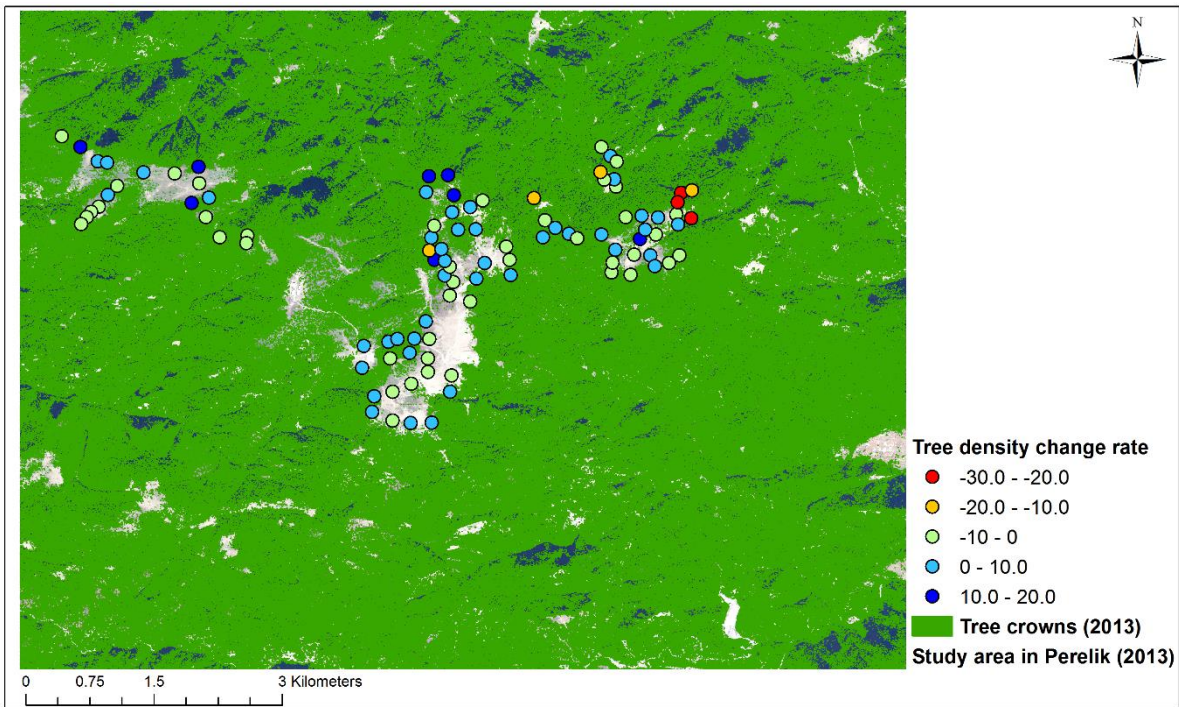 N
Tree density change rate
-30.0 - -20.0
-20.0 - -10.0
-10 - 0
0 - 10.0
10.0 - 20.0
Tree crowns (2013)
Study area in Perelik (2013)
0 0.75 1.5 3 Kilometers